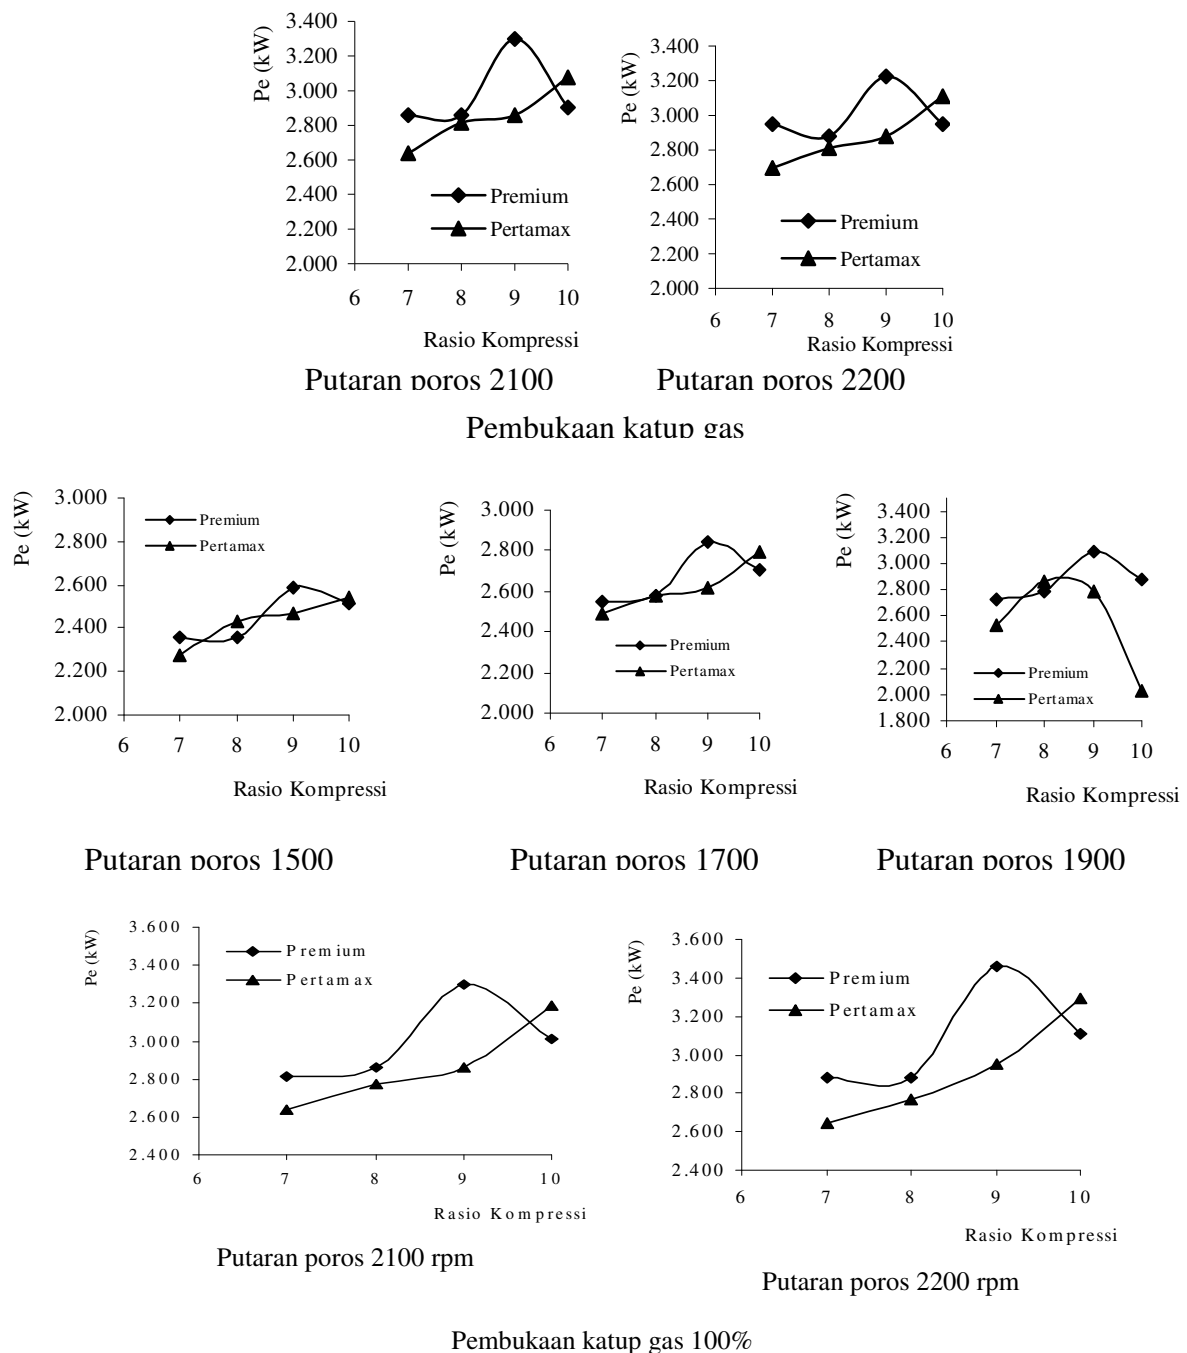 Pe (kW)
3.400
3.200
3.000
2.800
2.600
2.400
2.200
2.000
6 7 8 9 10
Premium
Pertamax
Rasio Kompressi
Putaran poros 2100
Pe (kW)
3.400
3.200
3.000
2.800
2.600
2.400
2.200
2.000
6 7 8 9 10
Premium
Pertamax
Rasio Kompressi
Putaran poros 2200
Pembukaan katup gas
Pe (kW)
3.000
2.800
2.600
2.400
2.200
2.000
6 7 8 9 10
Premium
Pertamax
Rasio Kompressi
Putaran poros 1500
Pe (kW)
3.000
2.800
2.600
2.400
2.200
2.000
6 7 8 9 10
Premium
Pertamax
Rasio Kompressi
Putaran poros 1700
Pe (kW)
3.400
3.200
3.000
2.800
2.600
2.400
2.200
2.000
1.800
6 7 8 9 10
Premium
Pertamax
Rasio Kompressi
Putaran poros 1900
Pe (kW)
3.600
3.400
3.200
3.000
2.800
2.600
2.400
6 7 8 9 10
Premium
Pertamax
Rasio Kompressi
Putaran poros 2100 rpm
Pe (kW)
3.600
3.400
3.200
3.000
2.800
2.600
2.400
6 7 8 9 10
Premium
Pertamax
Rasio Kompressi
Putaran poros 2200 rpm
Pembukaan katup gas 100%